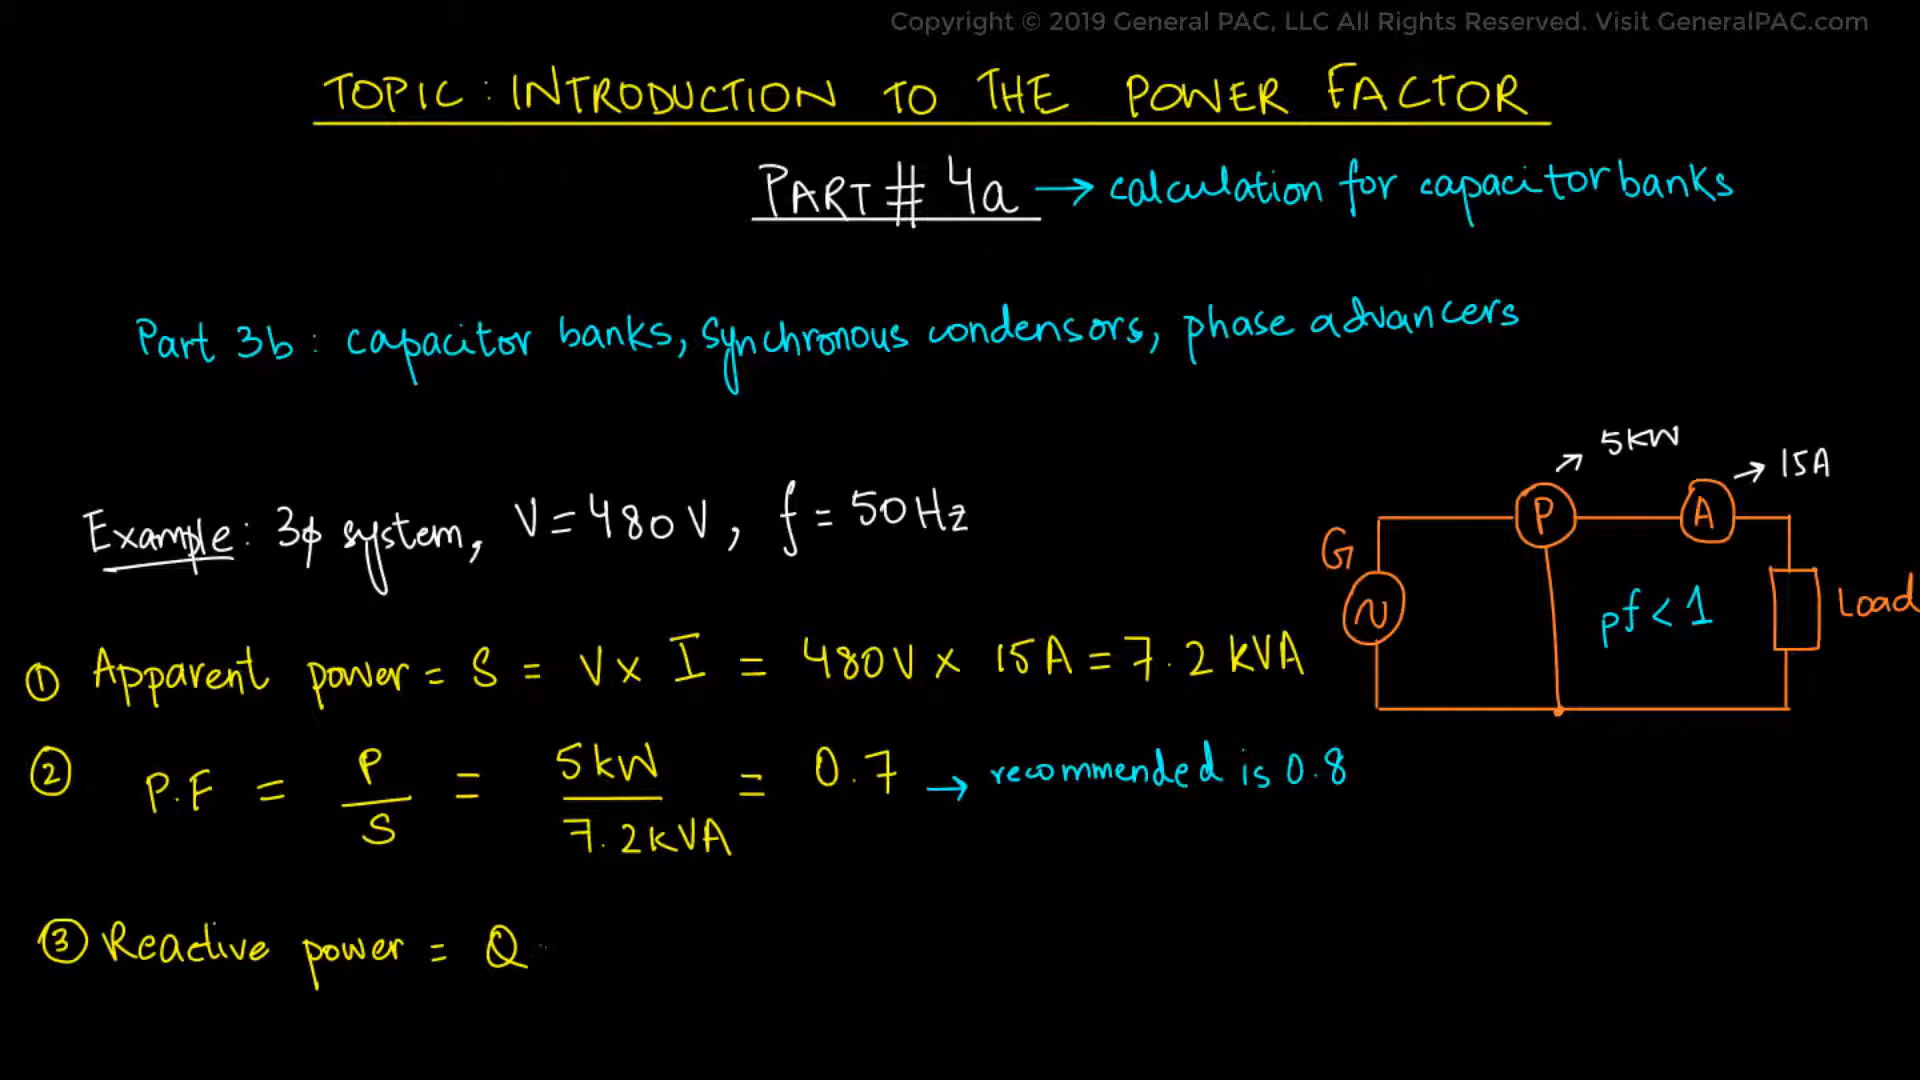 Copyright © 2019 General PAC, LLC All Rights Reserved. Visit GeneralPAC.com
TOPIC : INTRODUCTION TO THE POWER FACTOR
PART# 4a → calculation for capacitor banks
Part 3b : capacitor banks, synchronous condensors, phase advancers
5KW
15A
Example: 3ϕ system, V = 480V, f = 50Hz
P
A
G
pf < 1
Load
① Apparent power = S = V x I = 480V x 15A = 7.2 kVA
② P.F = P/S = 5kW/7.2kVA = 0.7 → recommended is 0.8
③ Reactive power = Q